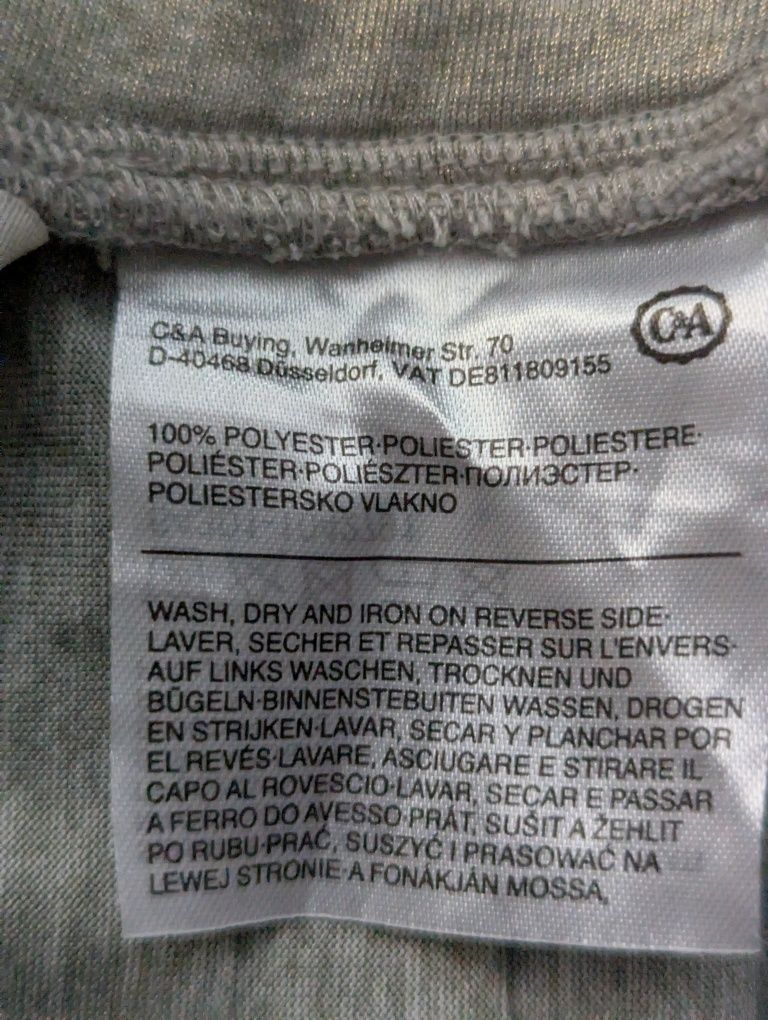 C&A Buying, Wanheimer Str. 70
D-40468 Düsseldorf, VAT DE811809155
C&A
100% POLYESTER·POLIESTER·POLIESTERE·
POLIÉSTER·POLIÉSZTER·ПОЛИЭСТЕР·
POLIESTERSKO VLAKNO
WASH, DRY AND IRON ON REVERSE SIDE·
LAVER, SECHER ET REPASSER SUR L'ENVERS·
AUF LINKS WASCHEN, TROCKNEN UND
BÜGELN·BINNENSTEBUITEN WASSEN, DROGEN
EN STRIJKEN·LAVAR, SECAR Y PLANCHAR POR
EL REVÉS·LAVARE, ASCIUGARE E STIRARE IL
CAPO AL ROVESCIO·LAVAR, SECAR E PASSAR
A FERRO DO AVESSO·PRÁT, SUŠIT A ŽEHLIT
PO RUBU·PRAĆ, SUSZYĆ I PRASOWAĆ NA
LEWEJ STRONIE·A FONÁKJÁN MOSSA,